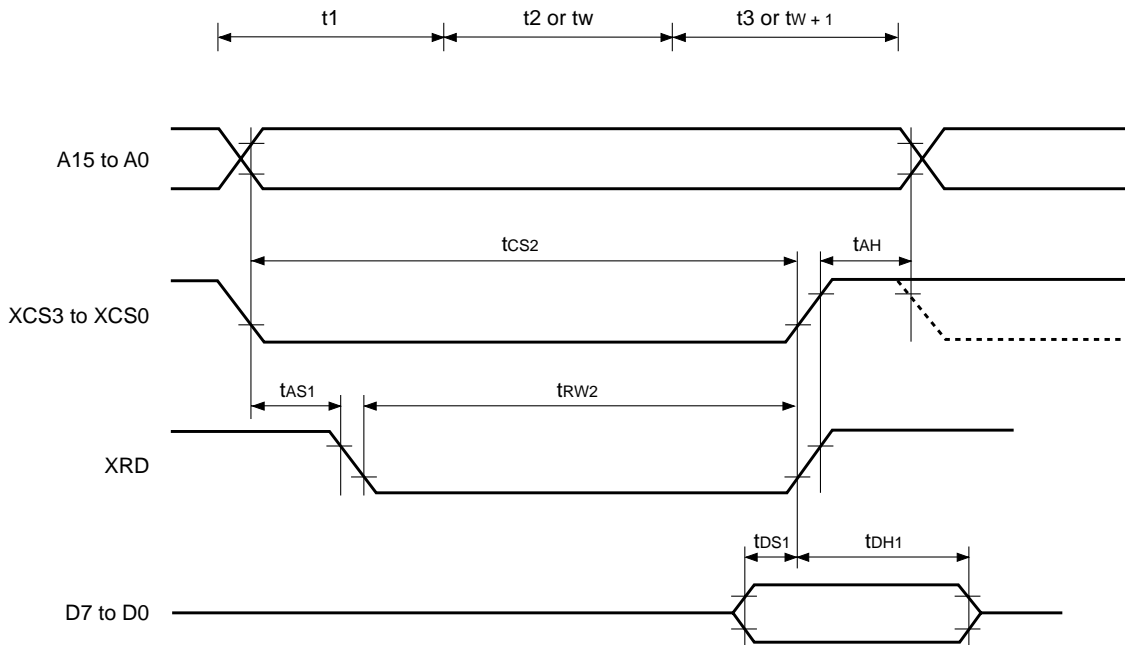 t1
t2 or tw
t3 or tw + 1
A15 to A0
tCS2
tAH
XCS3 to XCS0
tAS1
tRW2
XRD
tDS1
tDH1
D7 to D0